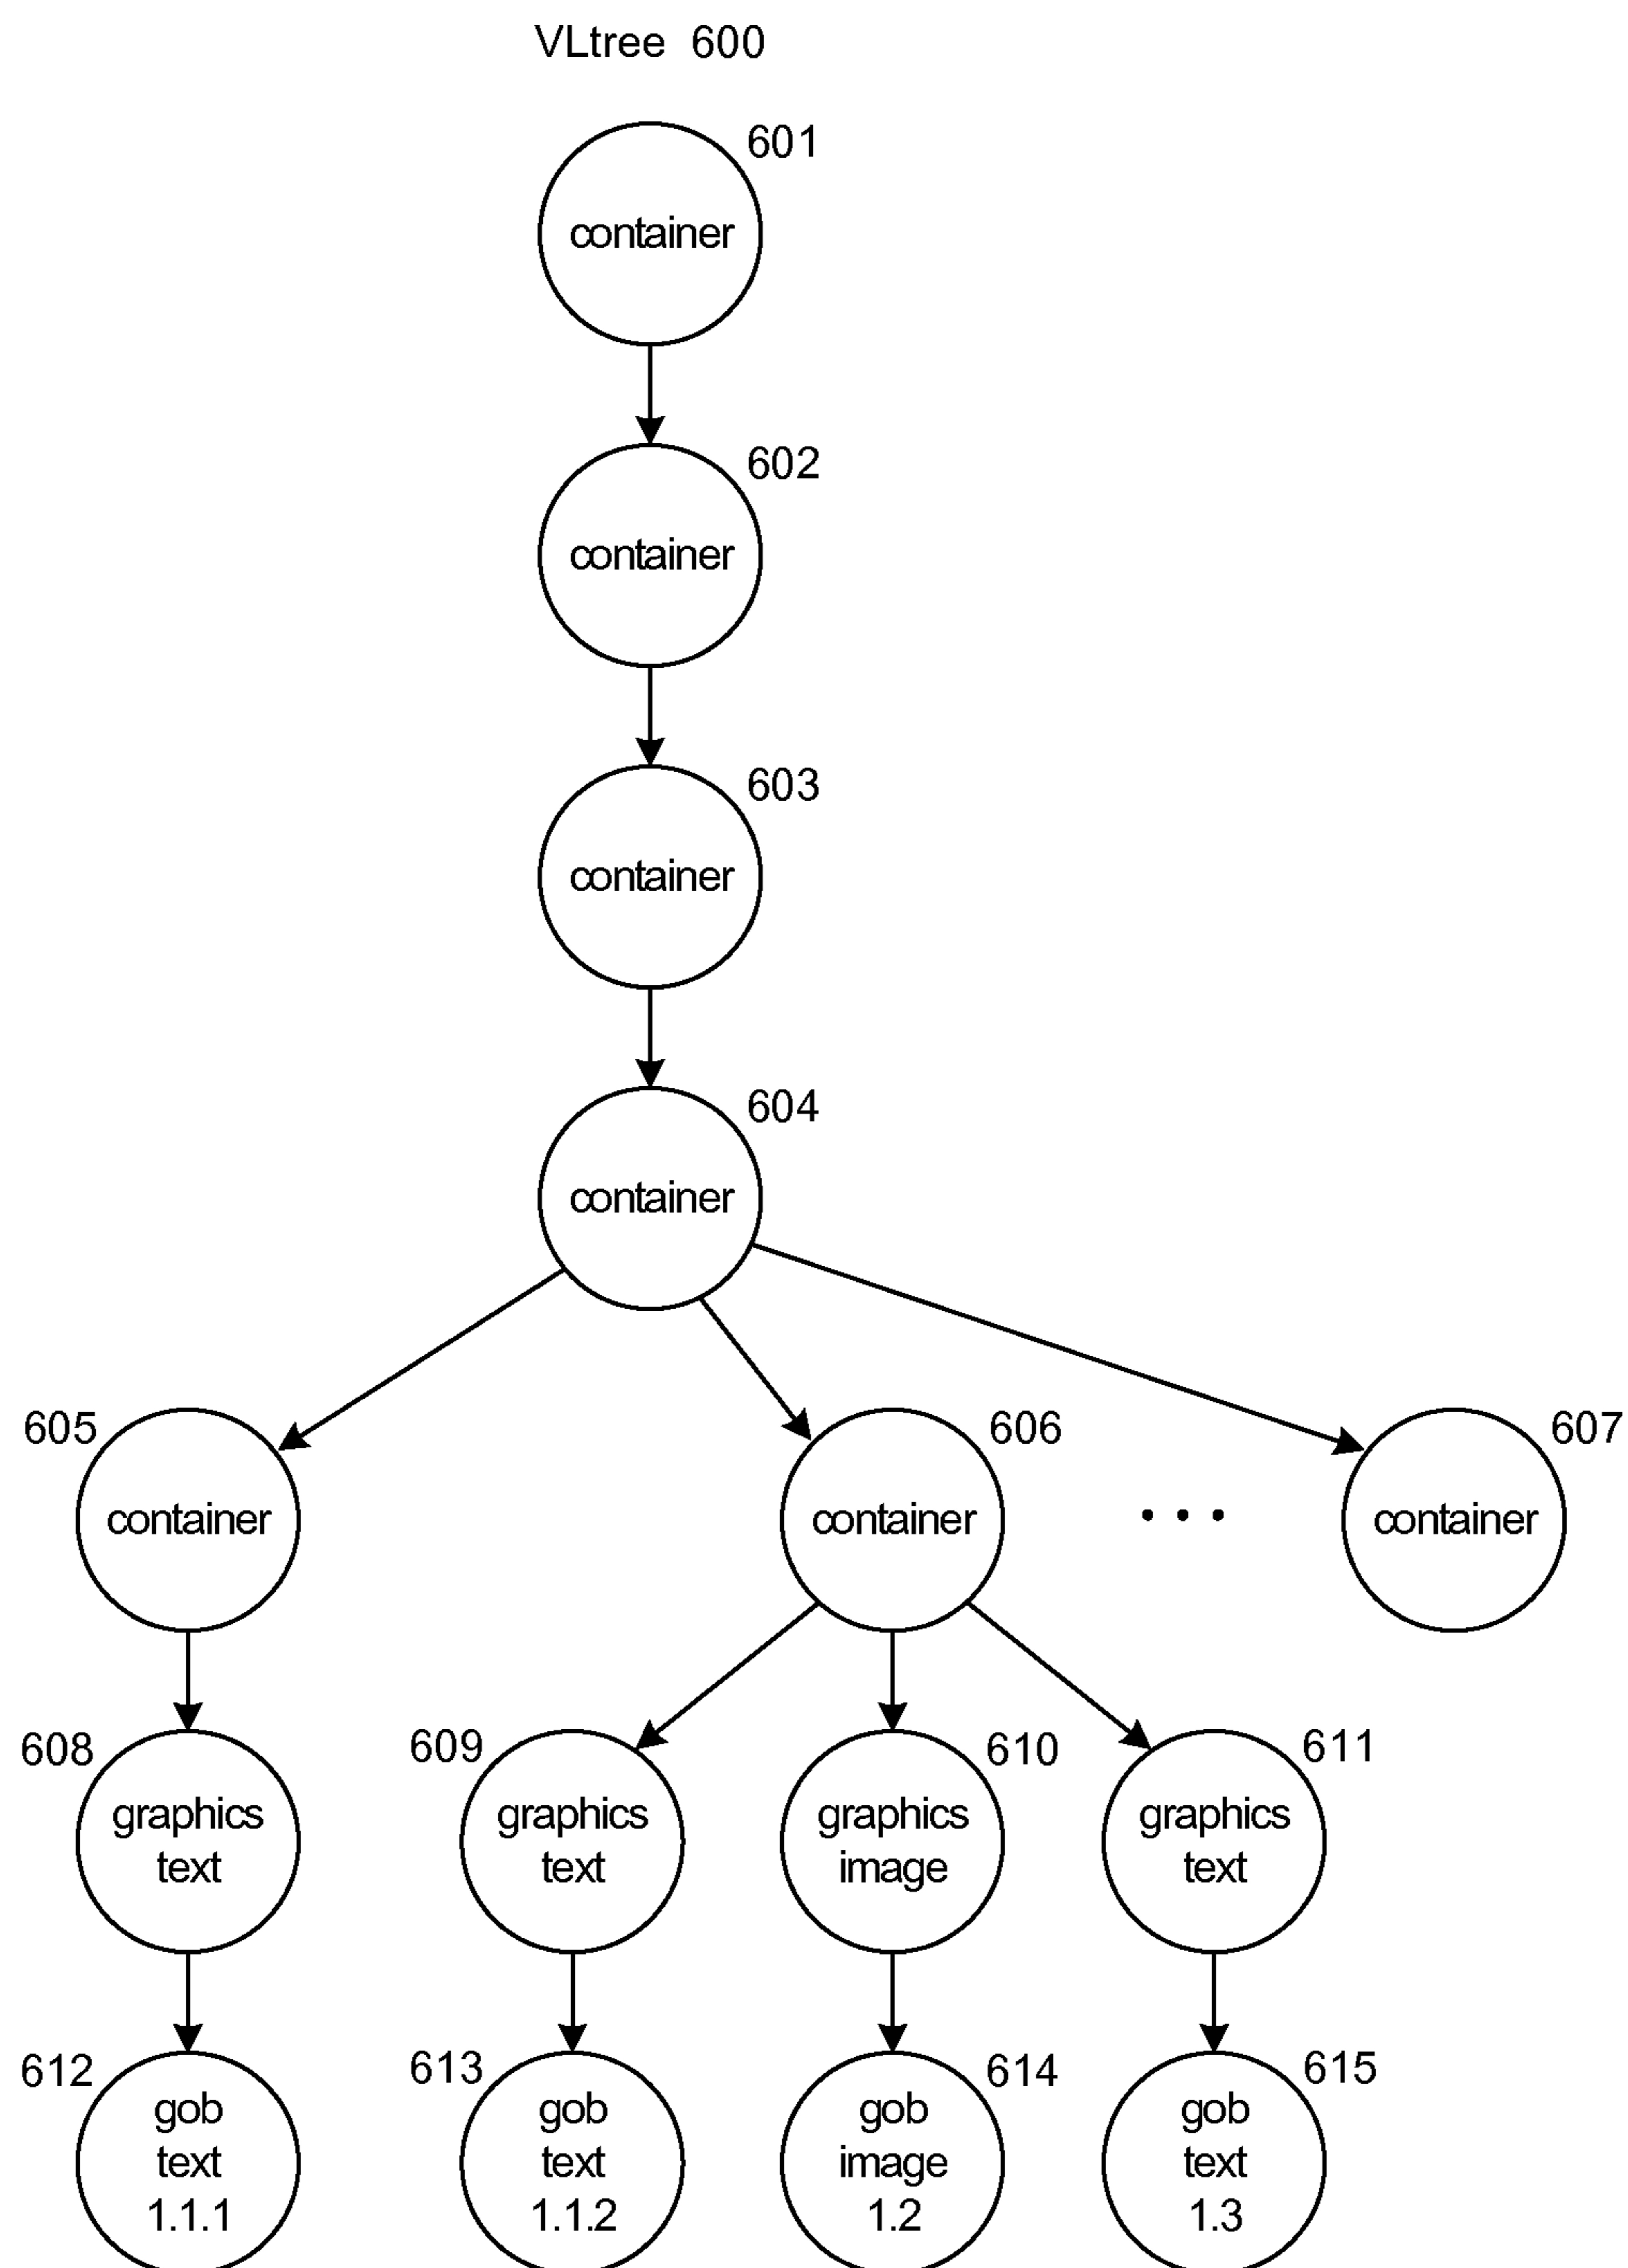 VLtree 600
601
container
602
container
603
container
604
container
605
606
607
container
container
. . .
container
608
609
610
611
graphics
text
graphics
text
graphics
image
graphics
text
612
613
614
615
gob
text
1.1.1
gob
text
1.1.2
gob
image
1.2
gob
text
1.3